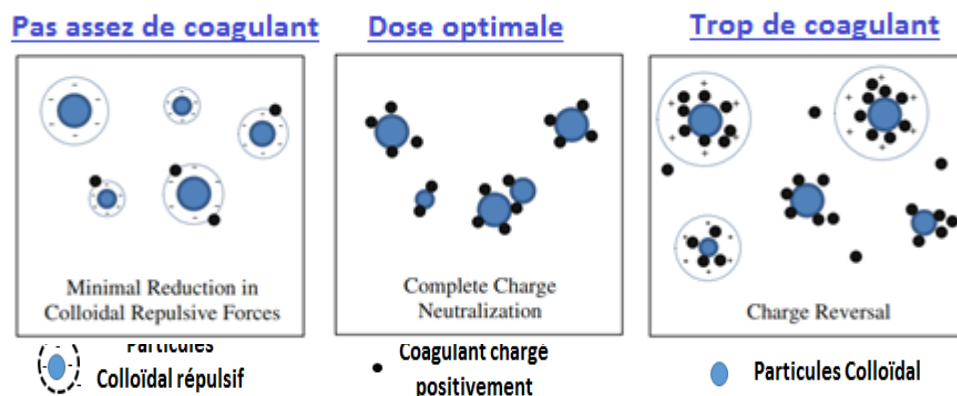 Pas assez de coagulant
Dose optimale
Trop de coagulant
Minimal Reduction in
Colloidal Repulsive Forces
Complete Charge
Neutralization
Charge Reversal
Particules
Colloïdal répulsif
Coagulant chargé
positivement
Particules Colloïdal